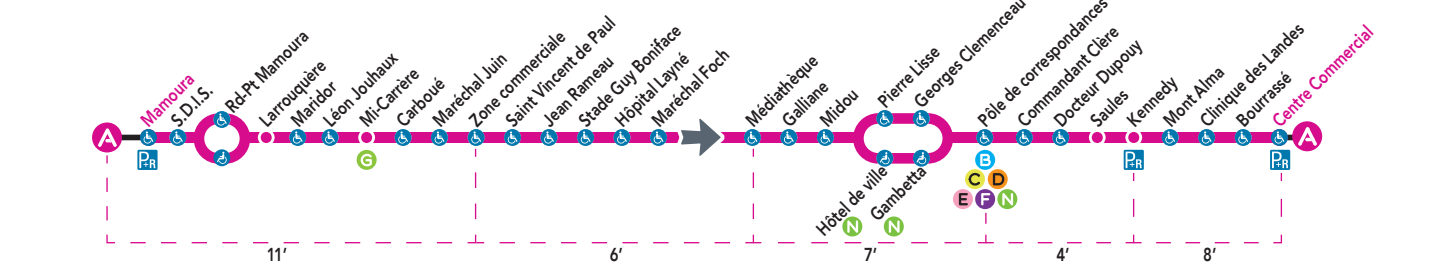 A
Mamoura
P+R
S.D.I.S.
Rd-Pt Mamoura
Larrouquère
Maridor
Léon Jouhaux
Mi-Carrère
G
Carboué
Maréchal Juin
Zone commerciale
Saint Vincent de Paul
Jean Rameau
Stade Guy Boniface
Hôpital Layné
Maréchal Foch
Médiathèque
Galliane
Midou
Pierre Lisse
Georges Clemenceau
Hôtel de ville
N
Gambetta
N
Pôle de correspondances
B
C D
E F N
Commandant Clère
Docteur Dupouy
Saules
Kennedy
P+R
Mont Alma
Clinique des Landes
Bourrassé
Centre Commercial
P+R
A
11’
6’
7’
4’
8’